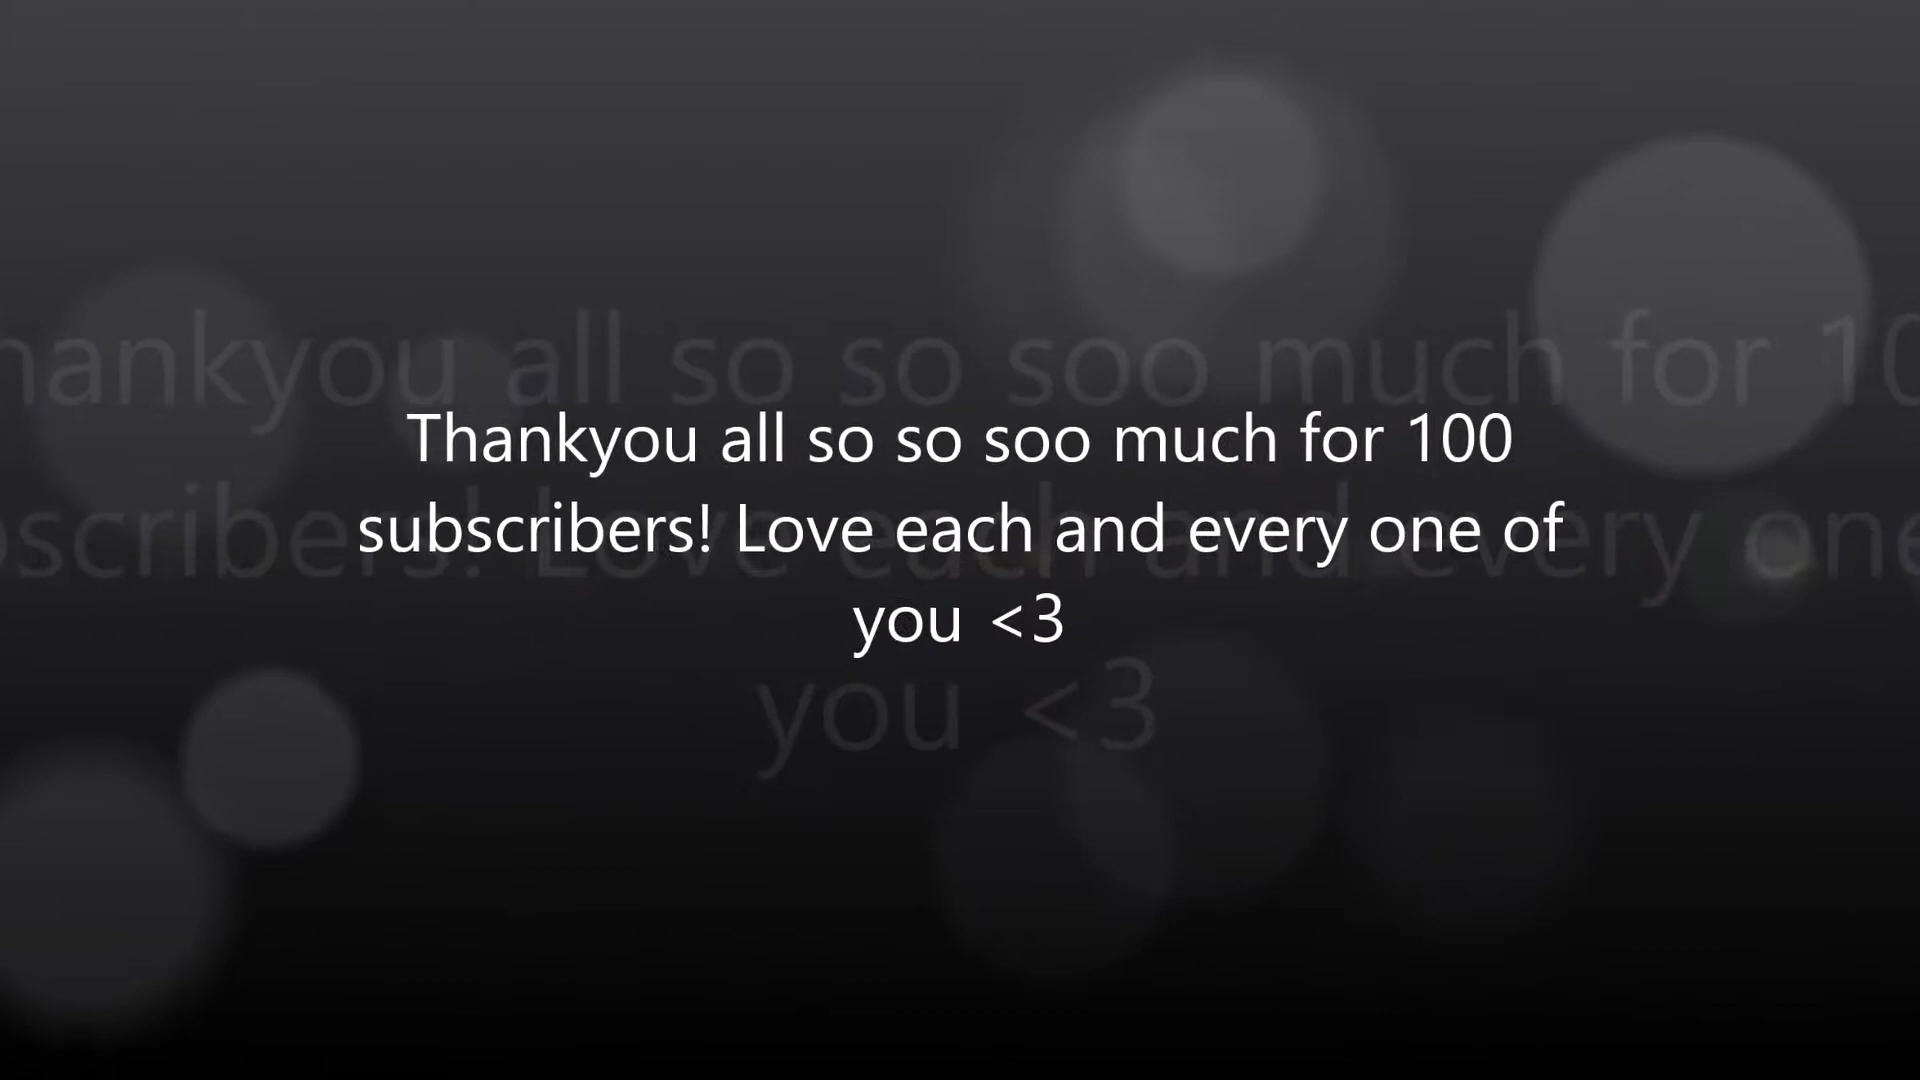 Thankyou all so so soo much for 100
subscribers! Love each and every one of
you <3